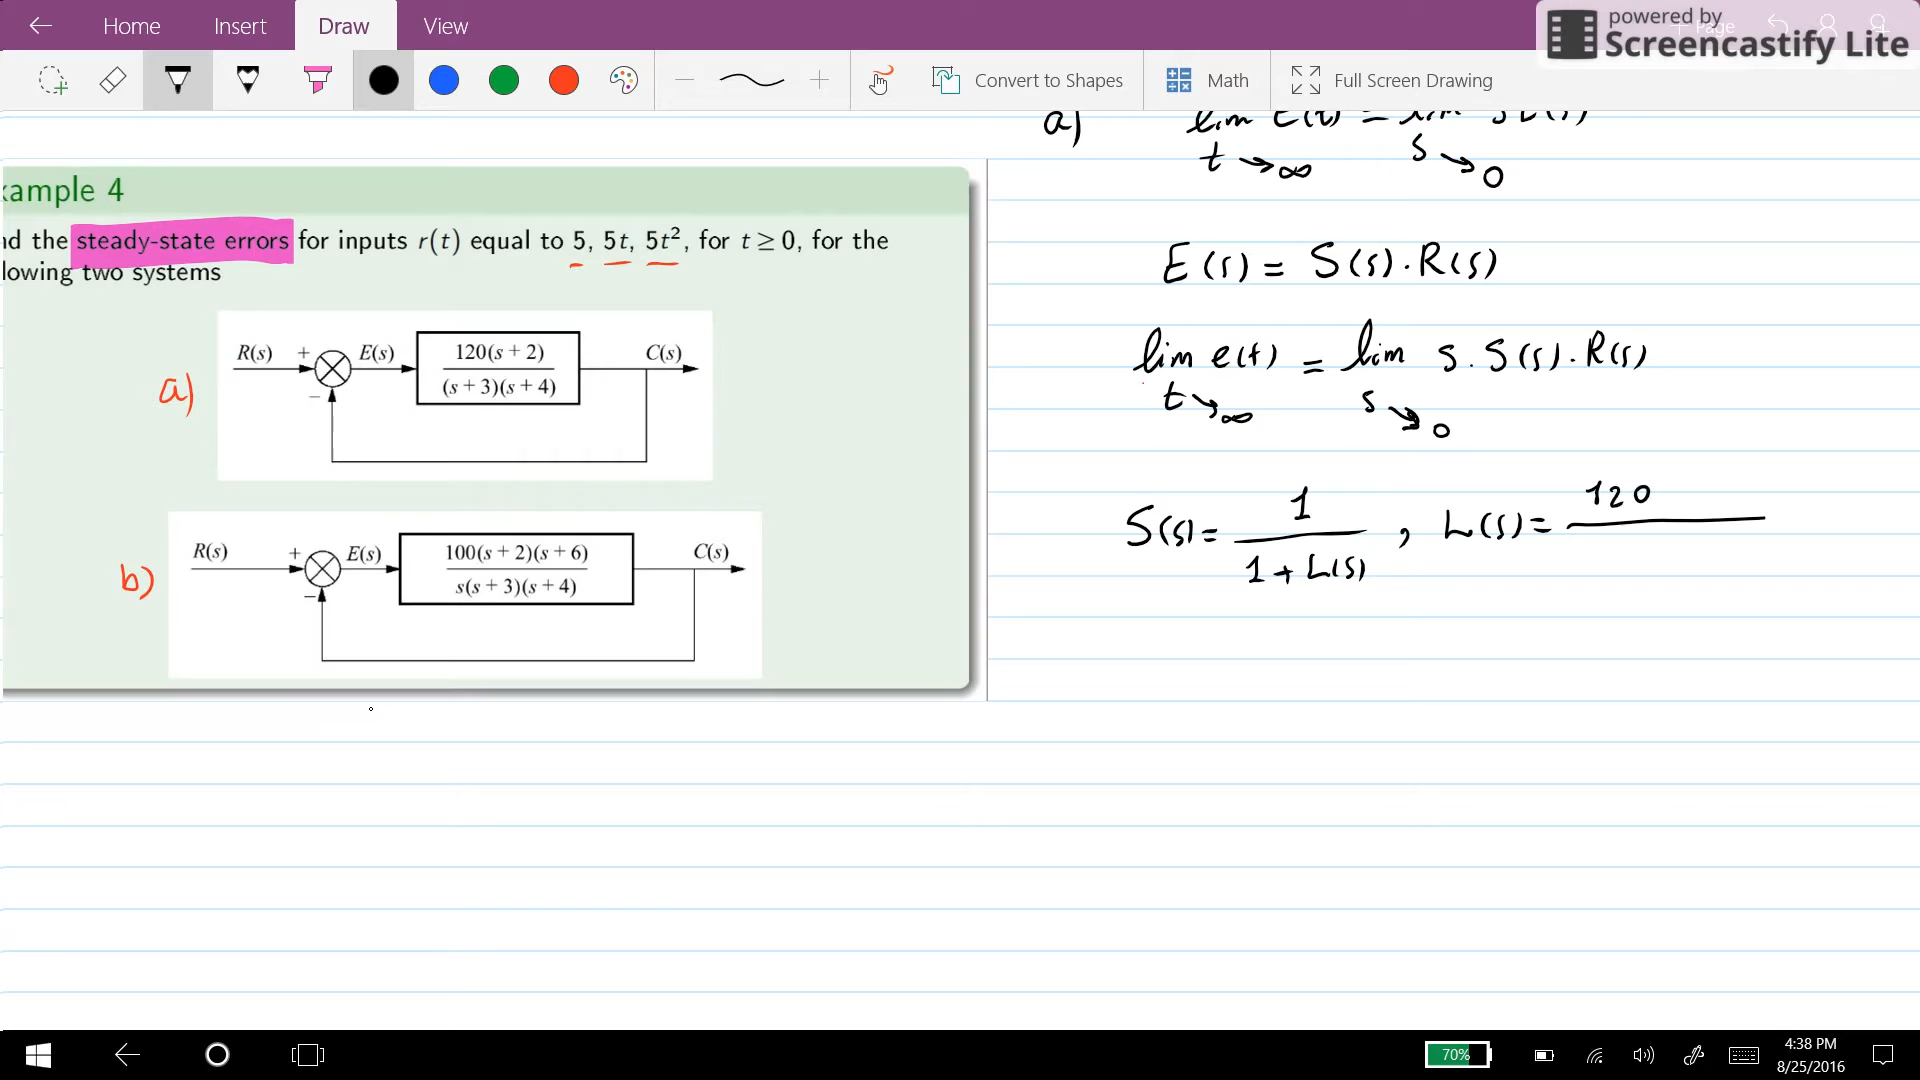 Home Insert Draw View
Page
powered by
Screencastify Lite
Convert to Shapes Math Full Screen Drawing
xample 4
nd the steady-state errors for inputs r(t) equal to 5, 5t, 5t², for t ≥ 0, for the
lowing two systems
a)
R(s) + − E(s) 120(s + 2) / (s + 3)(s + 4) C(s)
b)
R(s) + − E(s) 100(s + 2)(s + 6) / s(s + 3)(s + 4) C(s)
a) lim t→∞ = lim s→0
E(s) = S(s) . R(s)
lim t→∞ e(t) = lim s→0 s . S(s) . R(s)
S(s) = 1 / 1 + L(s) , L(s) = 120
70%
4:38 PM
8/25/2016